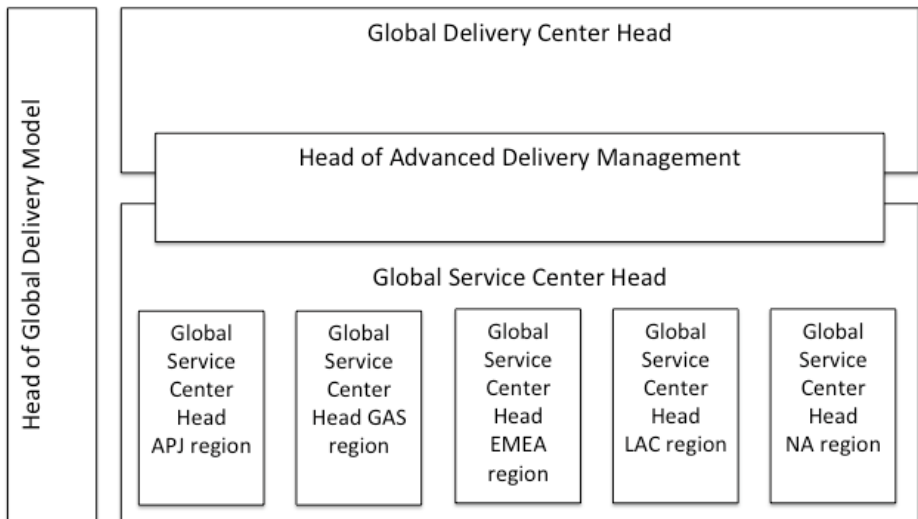 Head of Global Delivery Model
Global Delivery Center Head
Head of Advanced Delivery Management
Global Service Center Head
Global
Service
Center
Head
APJ region
Global
Service
Center
Head GAS
region
Global
Service
Center
Head
EMEA
region
Global
Service
Center
Head
LAC region
Global
Service
Center
Head
NA region